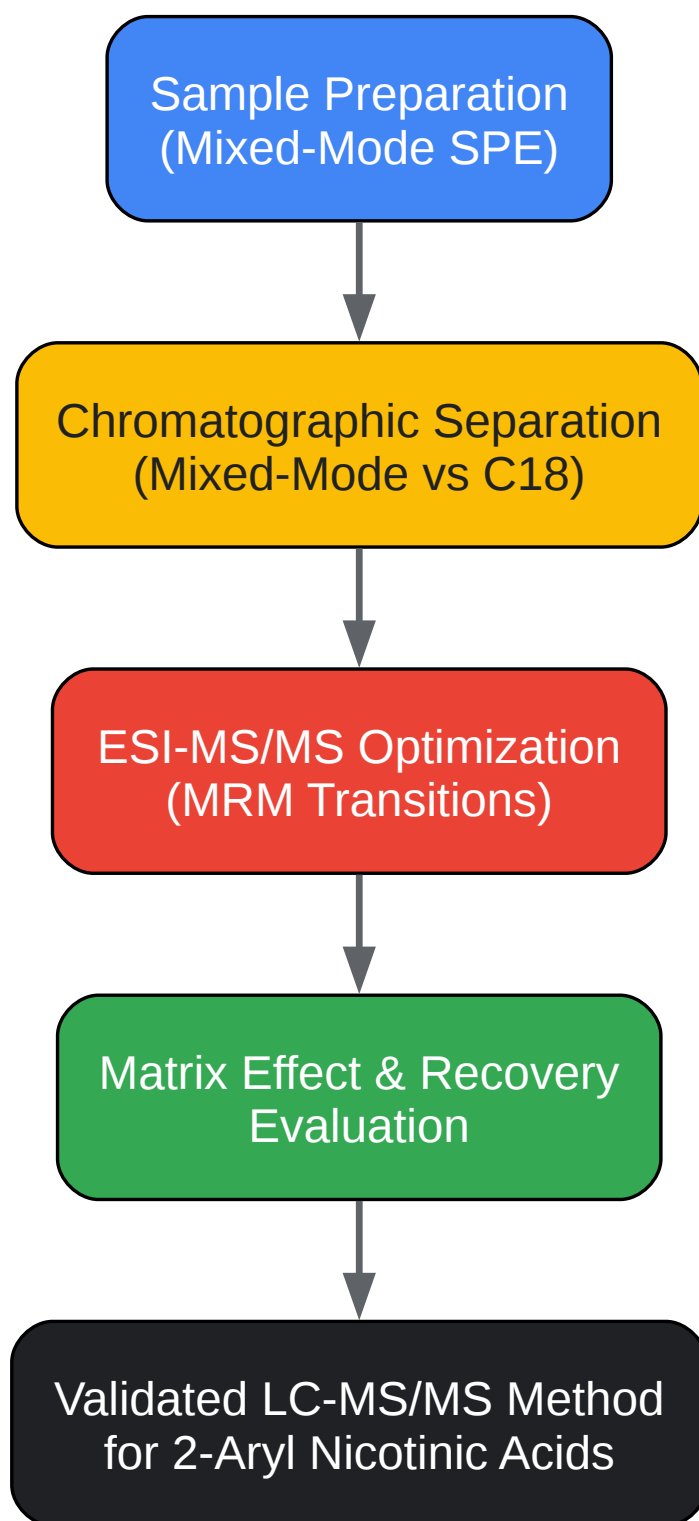 Sample Preparation
(Mixed-Mode SPE)
Chromatographic Separation
(Mixed-Mode vs C18)
ESI-MS/MS Optimization
(MRM Transitions)
Matrix Effect & Recovery
Evaluation
Validated LC-MS/MS Method
for 2-Aryl Nicotinic Acids